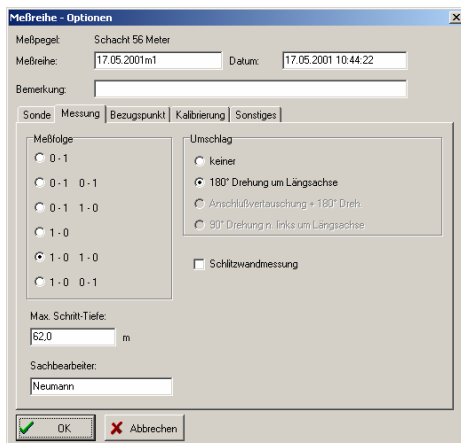 Meßreihe - Optionen
Meßpegel: Schacht 56 Meter
Meßreihe: 17.05.2001m1 Datum: 17.05.2001 10:44:22
Bemerkung:
Sonde Messung Bezugspunkt Kalibrierung Sonstiges
Meßfolge
0 - 1
0 - 1 0 - 1
0 - 1 1 - 0
1 - 0
1 - 0 1 - 0
1 - 0 0 - 1
Umschlag
keiner
180° Drehung um Längsachse
Anschlußvertauschung + 180° Dreh.
90° Drehung n. links um Längsachse
Schlitzwandmessung
Max. Schritt-Tiefe:
62,0 m
Sachbearbeiter:
Neumann
OK Abbrechen